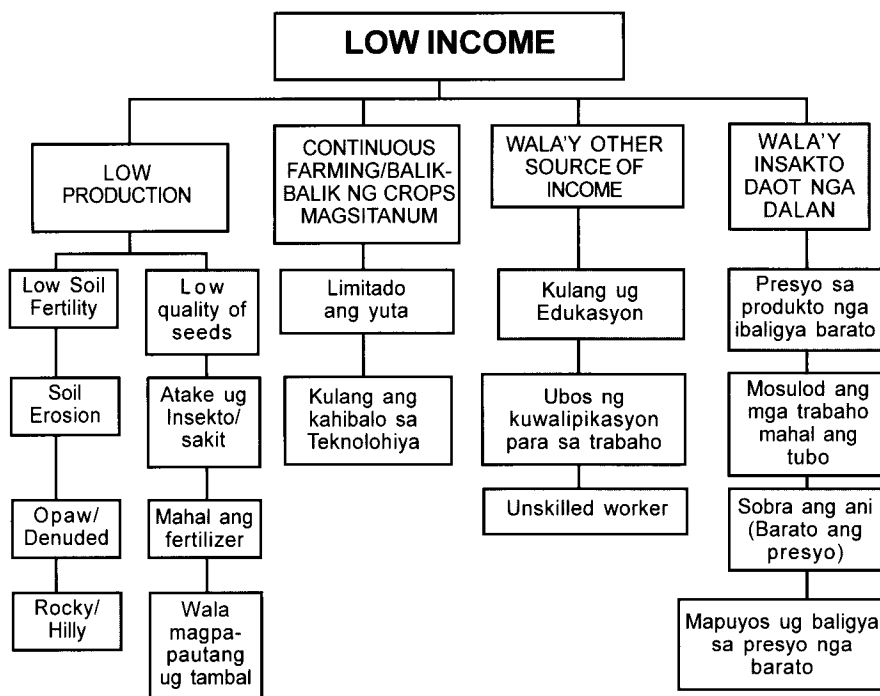 LOW INCOME
LOW
PRODUCTION
CONTINUOUS
FARMING/BALIK-
BALIK NG CROPS
MAGSITANUM
WALA'Y OTHER
SOURCE OF
INCOME
WALA'Y
INSAKTO
DAOT NGA
DALAN
Low Soil
Fertility
Soil
Erosion
Opaw/
Denuded
Rocky/
Hilly
Low
quality of
seeds
Atake ug
Insekto/
sakit
Mahal ang
fertilizer
Wala
magpa-
pautang
ug tambal
Limitado
ang yuta
Kulang ang
kahibalo sa
Teknolohiya
Kulang ug
Edukasyon
Ubos ng
kuwalipikasyon
para sa trabaho
Unskilled worker
Presyo sa
produkto nga
ibaligya barato
Mosulod ang
mga trabaho
mahal ang
tubo
Sobra ang ani
(Barato ang
presyo)
Mapuyos ug baligya
sa presyo nga
barato